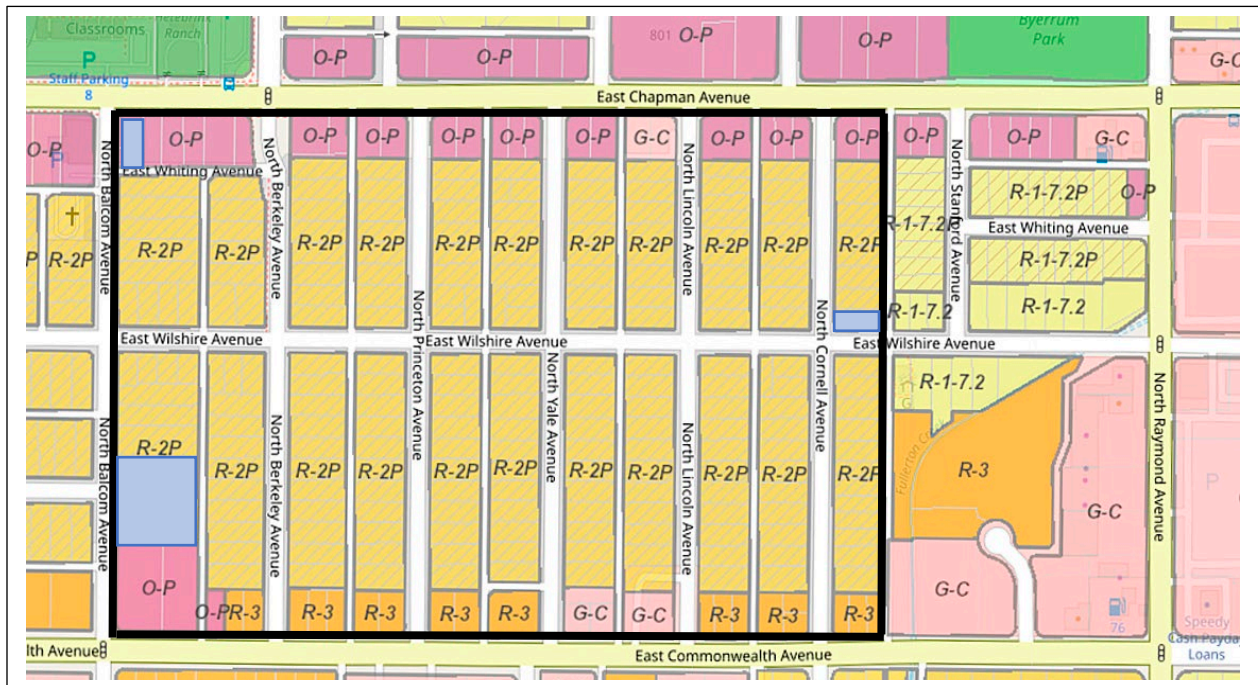 Classrooms
Ranch
P
Staff Parking
8
O-P
O-P
801
O-P
O-P
Byerrum
Park
G-C
East Chapman Avenue
O-P
P
North Balcom Avenue
O-P
East Whiting Avenue
North Berkeley Avenue
O-P
O-P
O-P
O-P
O-P
G-C
North Lincoln Avenue
O-P
O-P
O-P
O-P
North Stanford Avenue
O-P
G-C
R-1-7.2P
O-P
East Whiting Avenue
P
R-2P
R-2P
R-2P
R-2P
R-2P
R-2P
R-2P
R-2P
R-2P
R-2P
R-2P
R-2P
R-1-7.2P
R-1-7.2P
R-1-7.2
R-1-7.2
North Princeton Avenue
North Cornell Avenue
East Wilshire Avenue
East Wilshire Avenue
East Wilshire Avenue
North Yale Avenue
R-1-7.2
North Raymond Avenue
R-2P
North Balcom Avenue
R-2P
North Berkeley Avenue
R-2P
R-2P
R-2P
R-2P
R-2P
R-2P
North Lincoln Avenue
R-2P
R-2P
R-2P
Fullerton Creek
R-3
P
G-C
O-P
O-P
R-3
R-3
R-3
R-3
R-3
G-C
G-C
R-3
R-3
R-3
G-C
76
Speedy
Cash Payday
Loans
lth Avenue
East Commonwealth Avenue